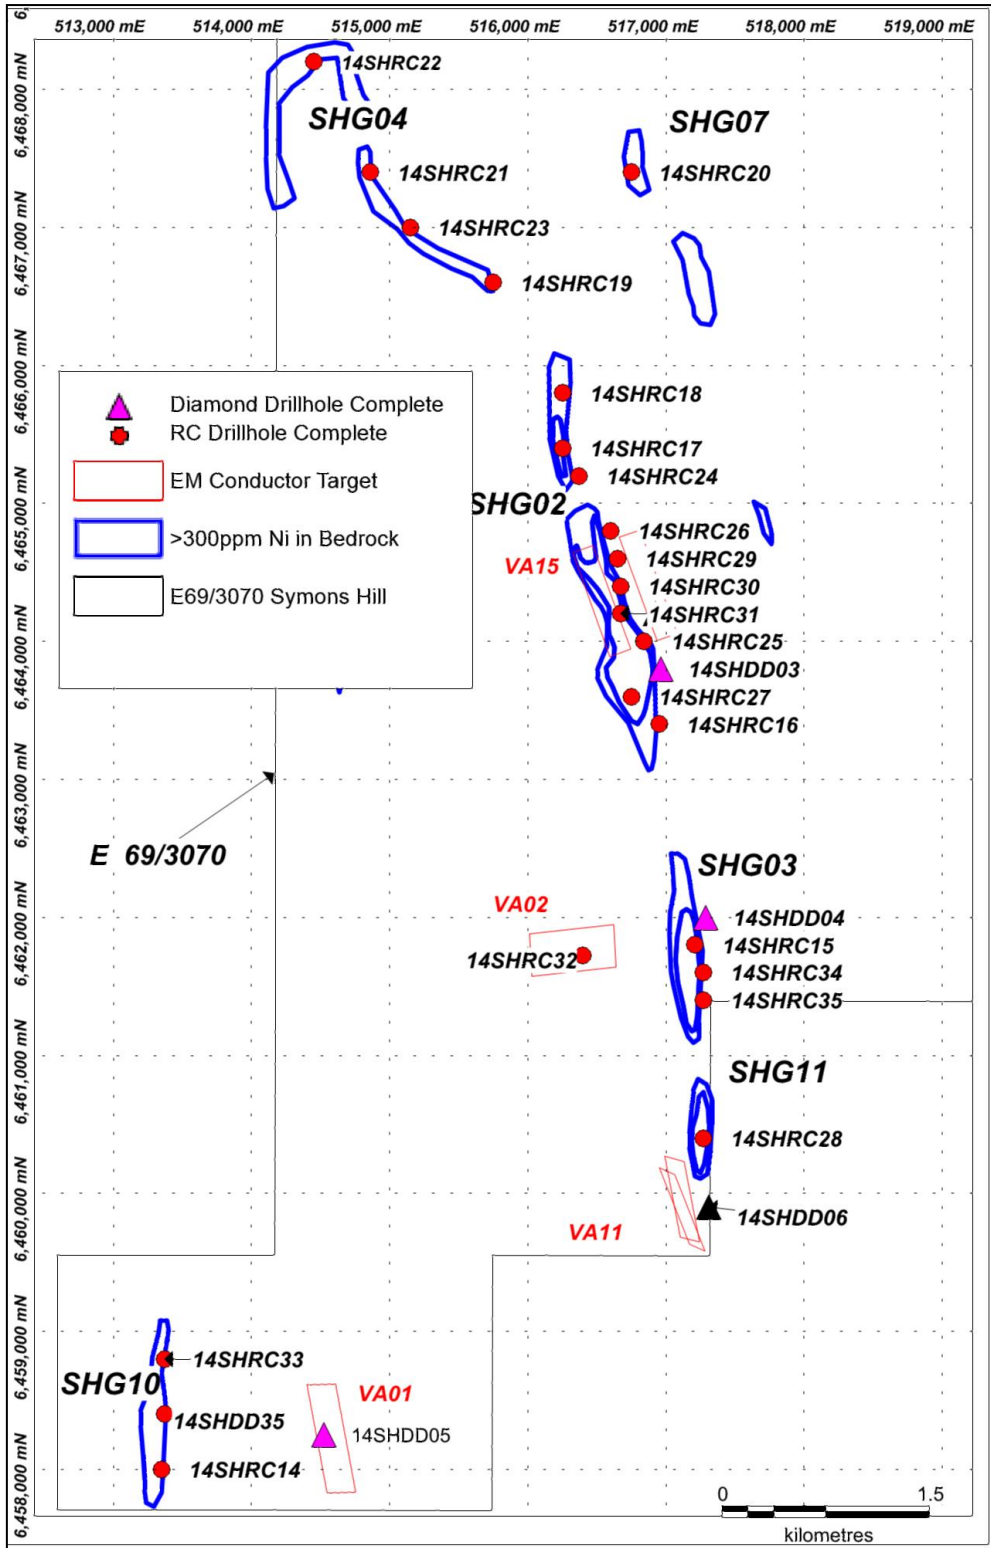 513,000 mE 514,000 mE 515,000 mE 516,000 mE 517,000 mE 518,000 mE 519,000 mE
6,
6,468,000 mN
6,467,000 mN
6,466,000 mN
6,465,000 mN
6,464,000 mN
6,463,000 mN
6,462,000 mN
6,461,000 mN
6,460,000 mN
6,459,000 mN
6,458,000 mN
14SHRC22
SHG04
SHG07
14SHRC21
14SHRC20
14SHRC23
14SHRC19
14SHRC18
14SHRC17
14SHRC24
SHG02
Diamond Drillhole Complete
RC Drillhole Complete
EM Conductor Target
>300ppm Ni in Bedrock
E69/3070 Symons Hill
14SHRC26
VA15
14SHRC29
14SHRC30
14SHRC31
14SHRC25
14SHDD03
14SHRC27
14SHRC16
E 69/3070
SHG03
VA02
14SHDD04
14SHRC15
14SHRC32
14SHRC34
14SHRC35
SHG11
14SHRC28
14SHDD06
VA11
14SHRC33
SHG10
VA01
14SHDD35
14SHDD05
14SHRC14
0 1.5
kilometres